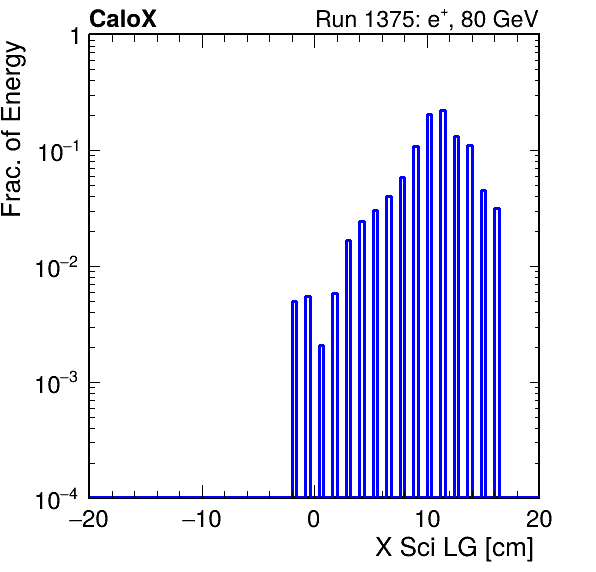 CaloX Run 1375: e⁺, 80 GeV
Frac. of Energy
1
10⁻¹
10⁻²
10⁻³
10⁻⁴
−20 −10 0 10 20
X Sci LG [cm]